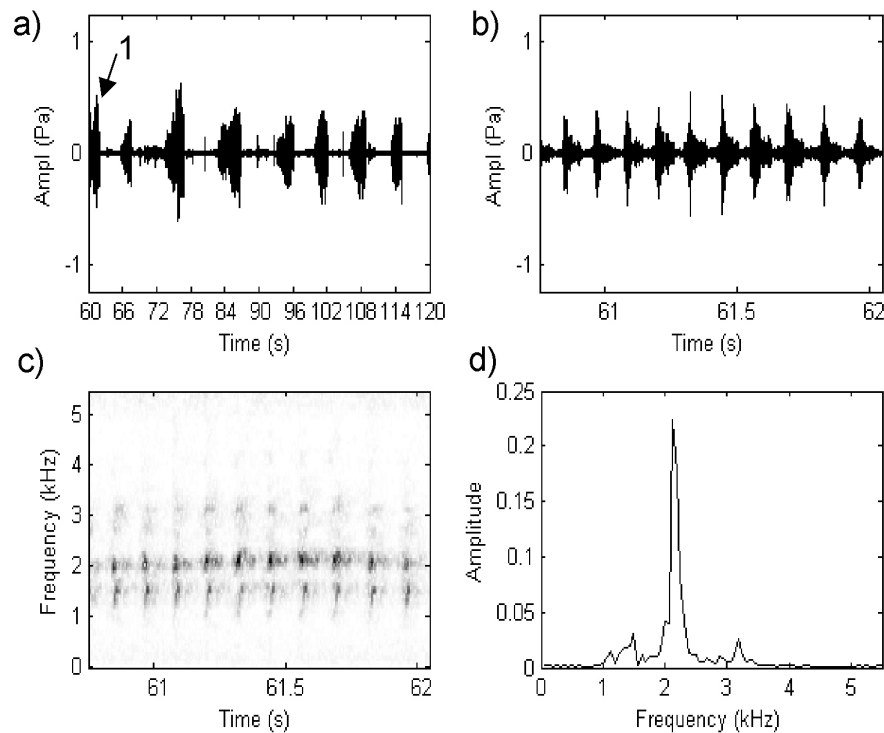 a)
1
1
0
-1
Ampl (Pa)
60 66 72 78 84 90 96 102 108 114 120
Time (s)
b)
1
0
-1
Ampl (Pa)
61 61.5 62
Time (s)
c)
5
4
3
2
1
0
Frequency (kHz)
61 61.5 62
Time (s)
d)
0.25
0.2
0.15
0.1
0.05
0
Amplitude
0 1 2 3 4 5
Frequency (kHz)